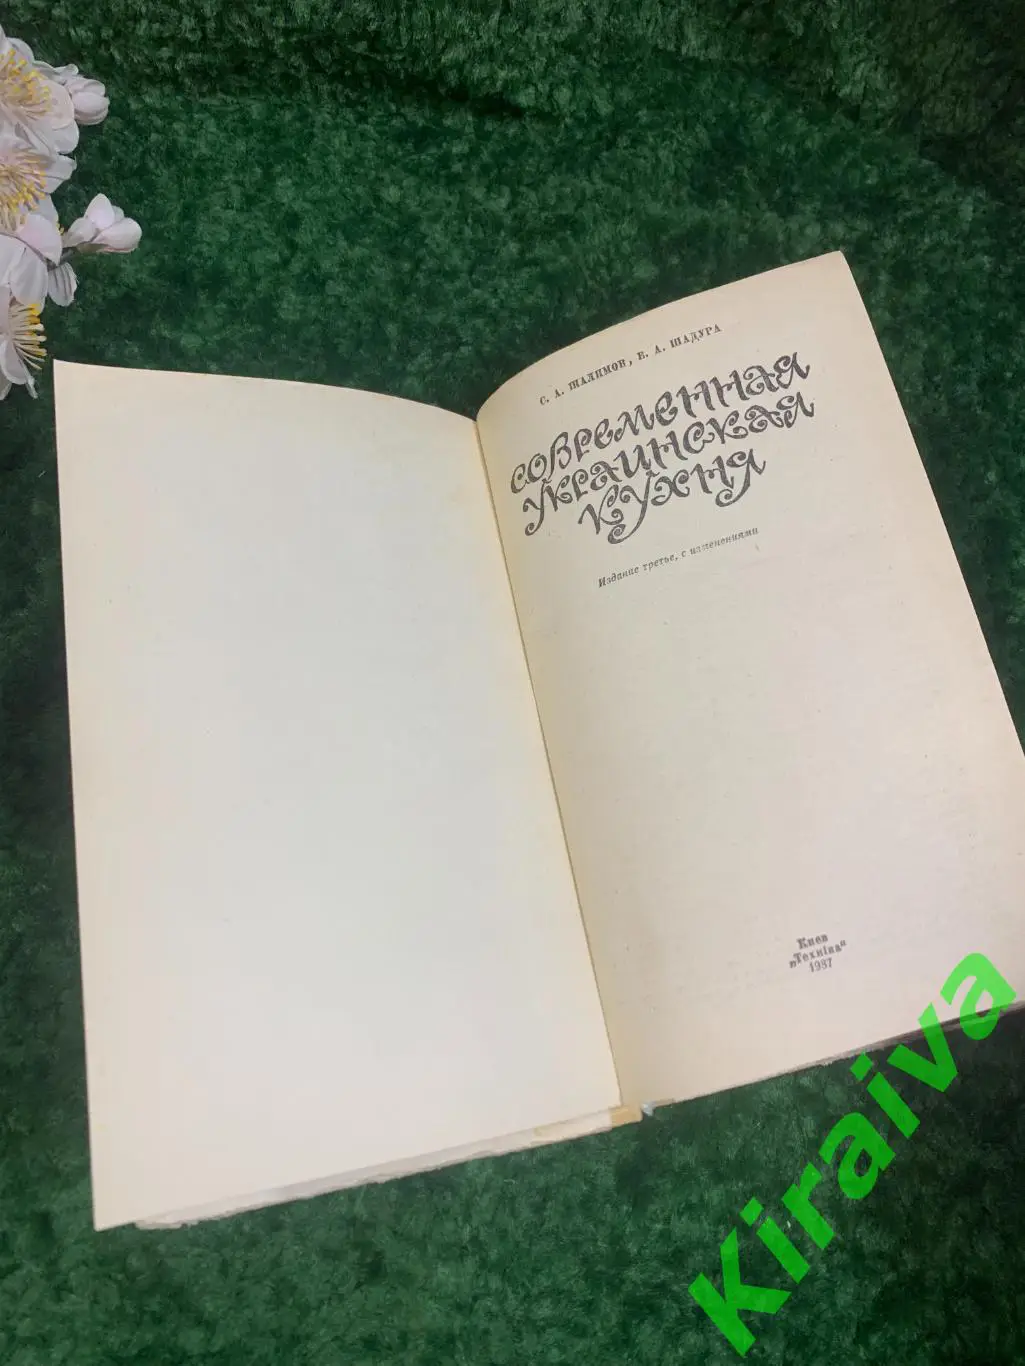 С. А. ШАЛИМОВ, Е. А. ШАДУРА
СОВРЕМЕННАЯ
УКРАИНСКАЯ
КУХНЯ
Издание третье, с изменениями
Киев
„Техніка“
1987
Kiraiva